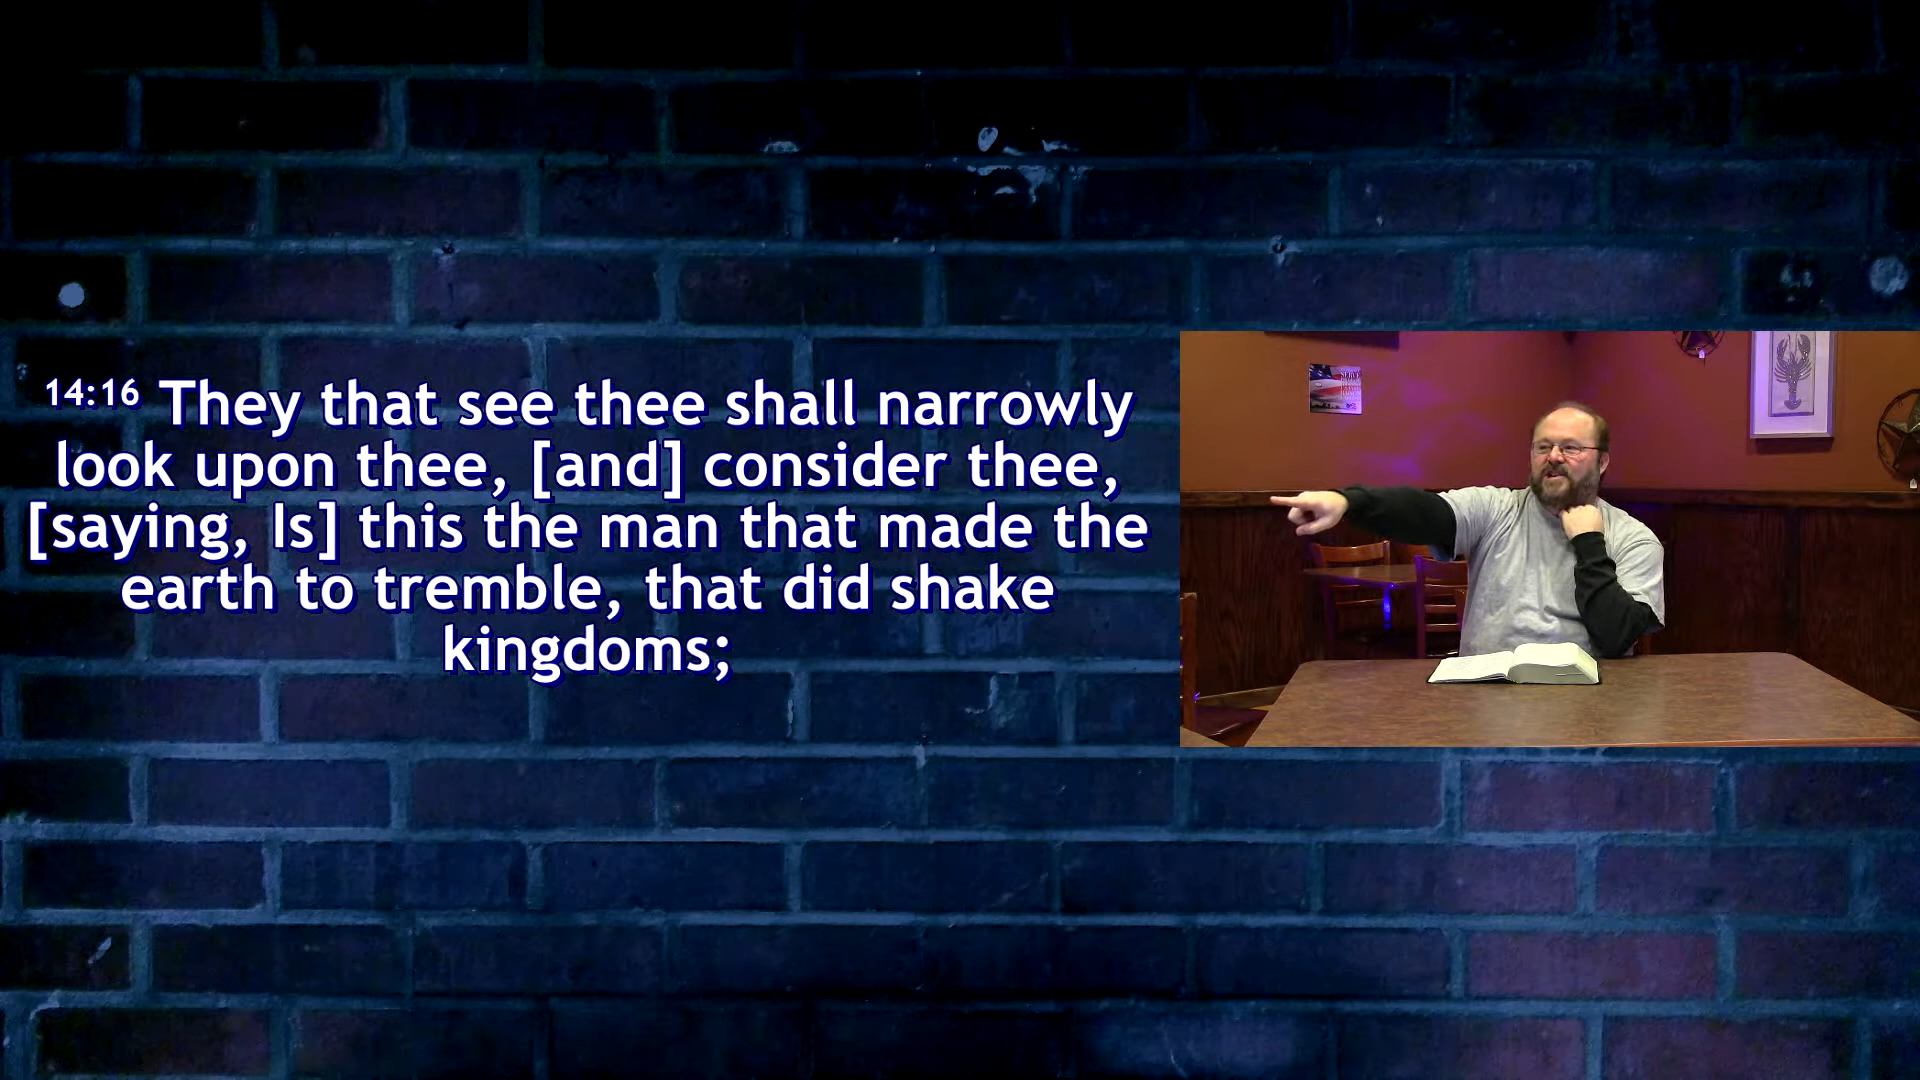 14:16 They that see thee shall narrowly
look upon thee, [and] consider thee,
[saying, Is] this the man that made the
earth to tremble, that did shake
kingdoms;